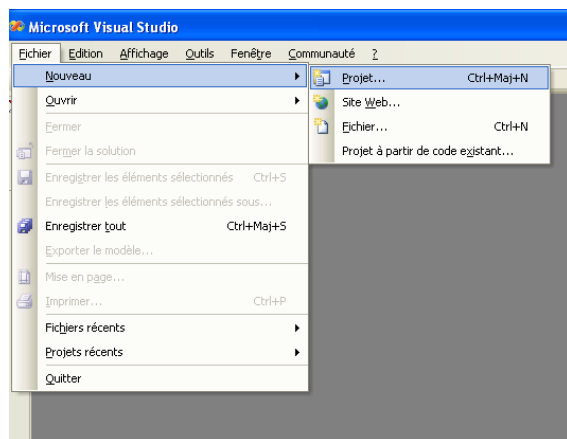 Microsoft Visual Studio
Fichier Edition Affichage Outils Fenêtre Communauté ?
Nouveau
Projet... Ctrl+Maj+N
Ouvrir
Site Web...
Fermer
Fichier... Ctrl+N
Fermer la solution
Projet à partir de code existant...
Enregistrer les éléments sélectionnés Ctrl+S
Enregistrer les éléments sélectionnés sous...
Enregistrer tout Ctrl+Maj+S
Exporter le modèle...
Mise en page...
Imprimer... Ctrl+P
Fichiers récents
Projets récents
Quitter